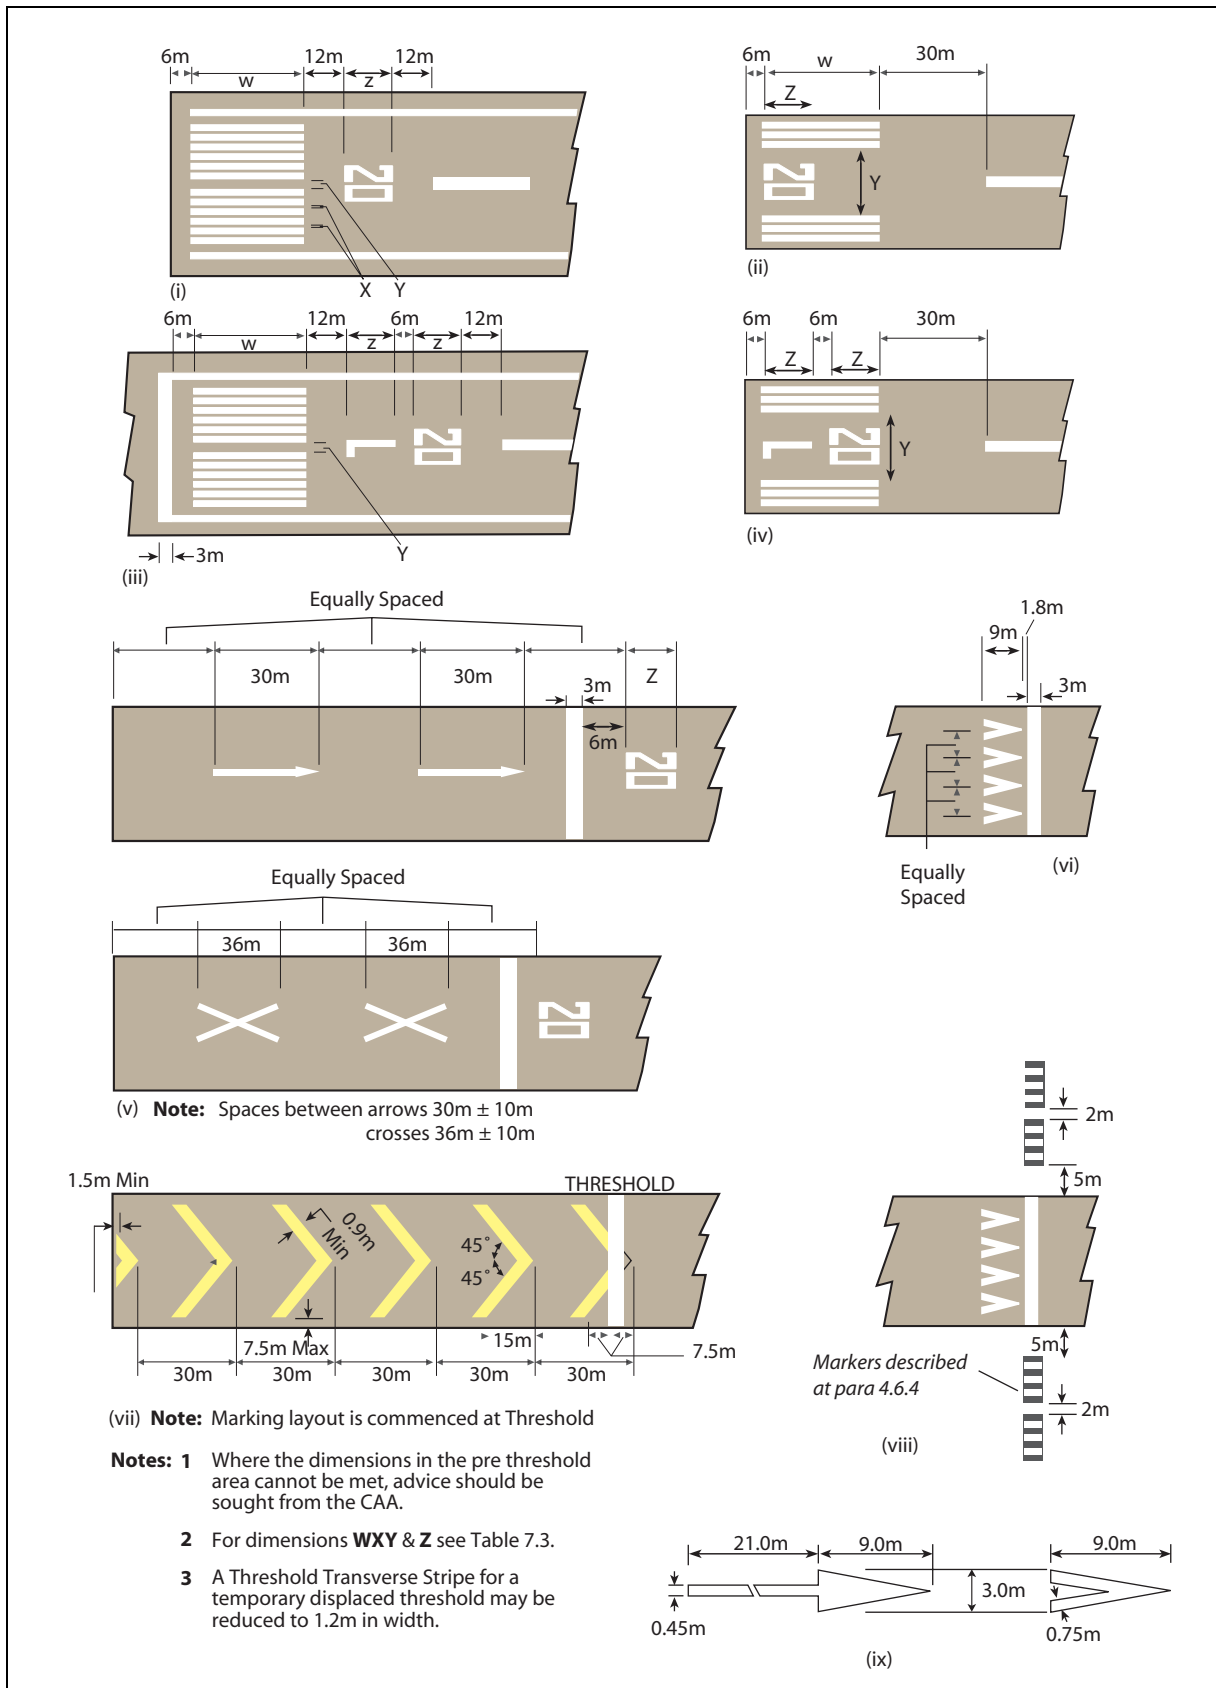 6m 12m 12m
w z
20
X Y
(i)
6m w 30m
Z
20
Y
(ii)
6m 12m 6m 12m
w z z
1 20
Y
3m
(iii)
6m 6m 30m
Z Z
1 20
Y
(iv)
Equally Spaced
30m 30m Z
3m
6m
20
1.8m
9m
3m
Equally
Spaced
(vi)
Equally Spaced
36m 36m
20
(v) Note: Spaces between arrows 30m ± 10m
crosses 36m ± 10m
2m
5m
1.5m Min THRESHOLD
0.9m
Min
45°
45°
7.5m Max 15m 7.5m
30m 30m 30m 30m 30m
5m
Markers described
at para 4.6.4
2m
(viii)
(vii) Note: Marking layout is commenced at Threshold
Notes: 1 Where the dimensions in the pre threshold
area cannot be met, advice should be
sought from the CAA.
2 For dimensions WXY & Z see Table 7.3.
3 A Threshold Transverse Stripe for a
temporary displaced threshold may be
reduced to 1.2m in width.
21.0m 9.0m 9.0m
3.0m
0.45m 0.75m
(ix)